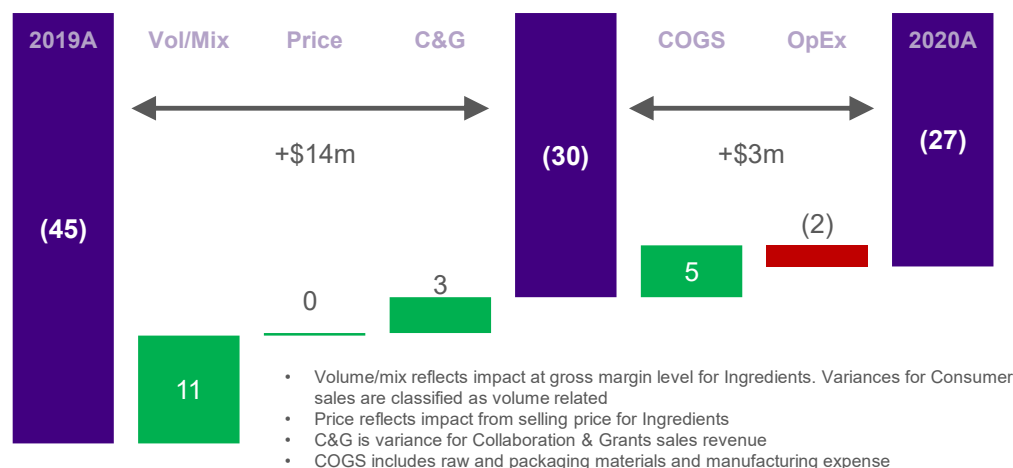 2019A Vol/Mix Price C&G COGS OpEx 2020A
+$14m (30) +$3m (27)
(45)
(2)
5
3
0
11
• Volume/mix reflects impact at gross margin level for Ingredients. Variances for Consumer
sales are classified as volume related
• Price reflects impact from selling price for Ingredients
• C&G is variance for Collaboration & Grants sales revenue
• COGS includes raw and packaging materials and manufacturing expense